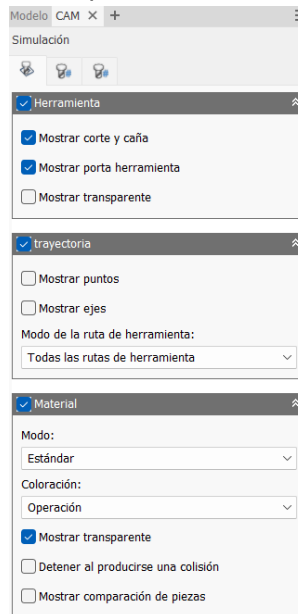 Modelo CAM × +
Simulación
Herramienta
Mostrar corte y caña
Mostrar porta herramienta
Mostrar transparente
trayectoria
Mostrar puntos
Mostrar ejes
Modo de la ruta de herramienta:
Todas las rutas de herramienta
Material
Modo:
Estándar
Coloración:
Operación
Mostrar transparente
Detener al producirse una colisión
Mostrar comparación de piezas